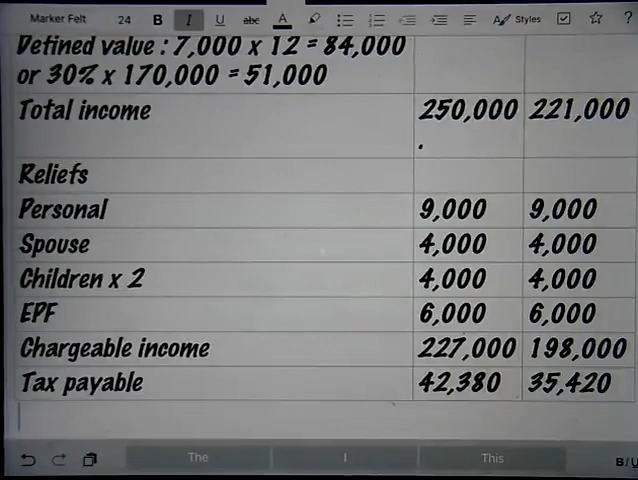 Marker Felt 24 B I U abc A Styles ?
Defined value : 7,000 x 12 = 84,000
or 30% x 170,000 = 51,000
Total income 250,000 221,000
.
Reliefs
Personal 9,000 9,000
Spouse 4,000 4,000
Children x 2 4,000 4,000
EPF 6,000 6,000
Chargeable income 227,000 198,000
Tax payable 42,380 35,420
The I This B/U